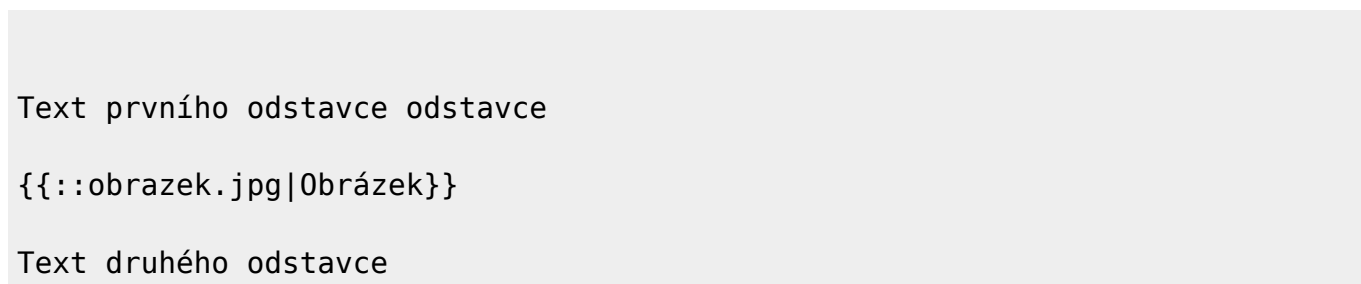 Text prvního odstavce odstavce
{{::obrazek.jpg|Obrázek}}
Text druhého odstavce